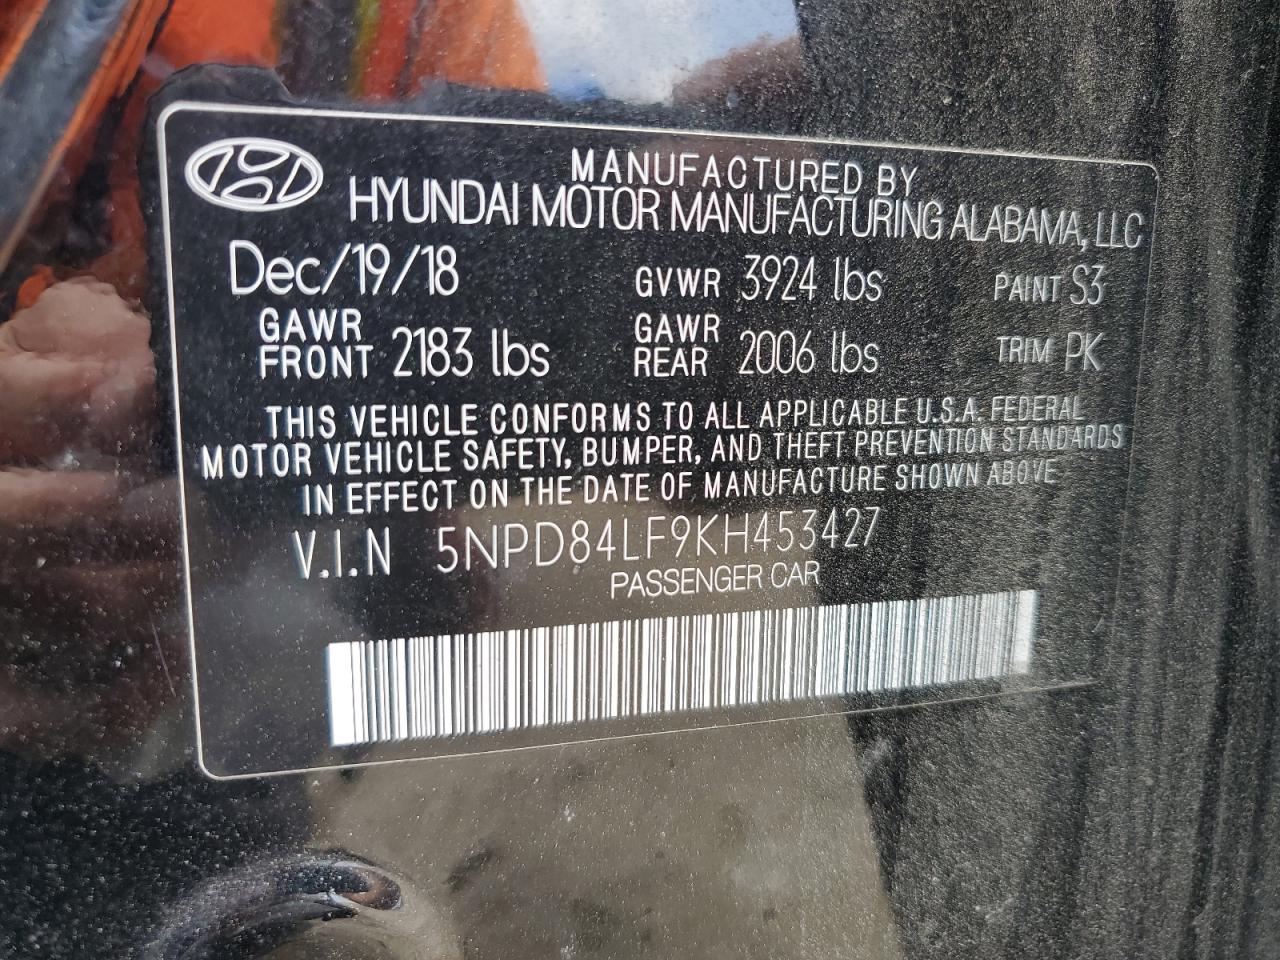 MANUFACTURED BY
HYUNDAI MOTOR MANUFACTURING ALABAMA, LLC
Dec/19/18 GVWR 3924 lbs PAINT S3
GAWR FRONT 2183 lbs GAWR REAR 2006 lbs TRIM PK
THIS VEHICLE CONFORMS TO ALL APPLICABLE U.S.A. FEDERAL
MOTOR VEHICLE SAFETY, BUMPER, AND THEFT PREVENTION STANDARDS
IN EFFECT ON THE DATE OF MANUFACTURE SHOWN ABOVE
V.I.N 5NPD84LF9KH453427
PASSENGER CAR